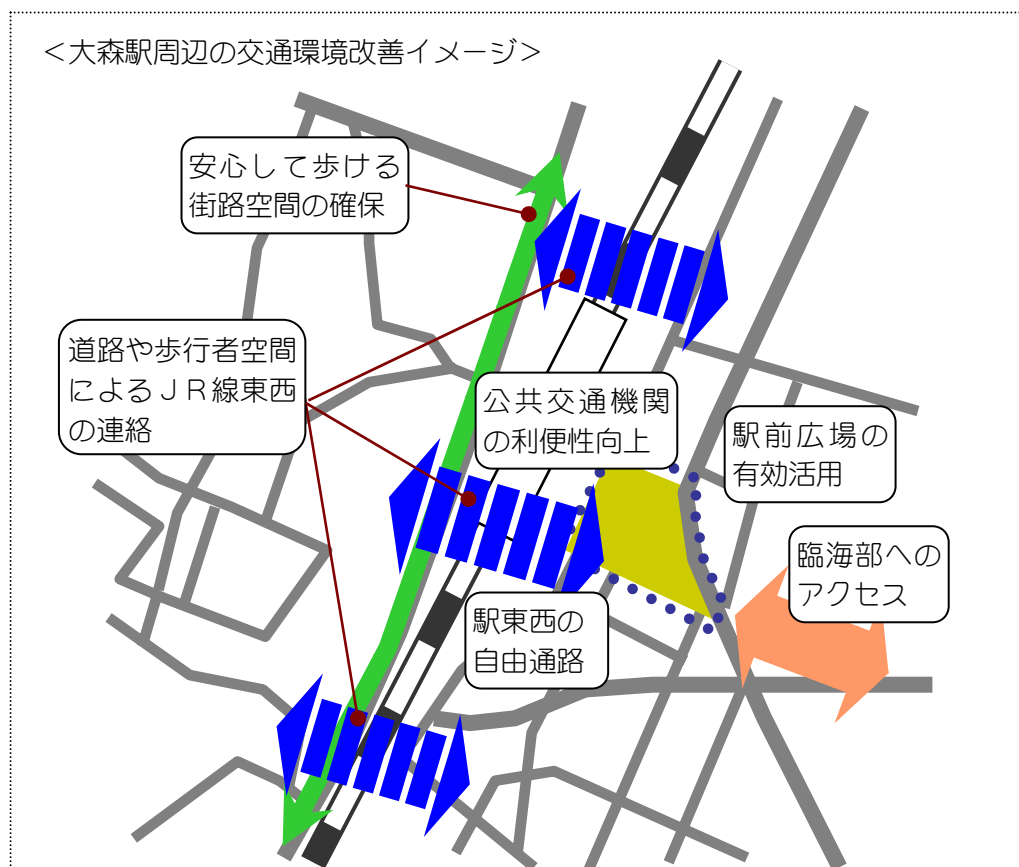 ＜大森駅周辺の交通環境改善イメージ＞
安心して歩ける
街路空間の確保
道路や歩行者空間
によるＪＲ線東西
の連絡
公共交通機関
の利便性向上
駅前広場の
有効活用
臨海部への
アクセス
駅東西の
自由通路